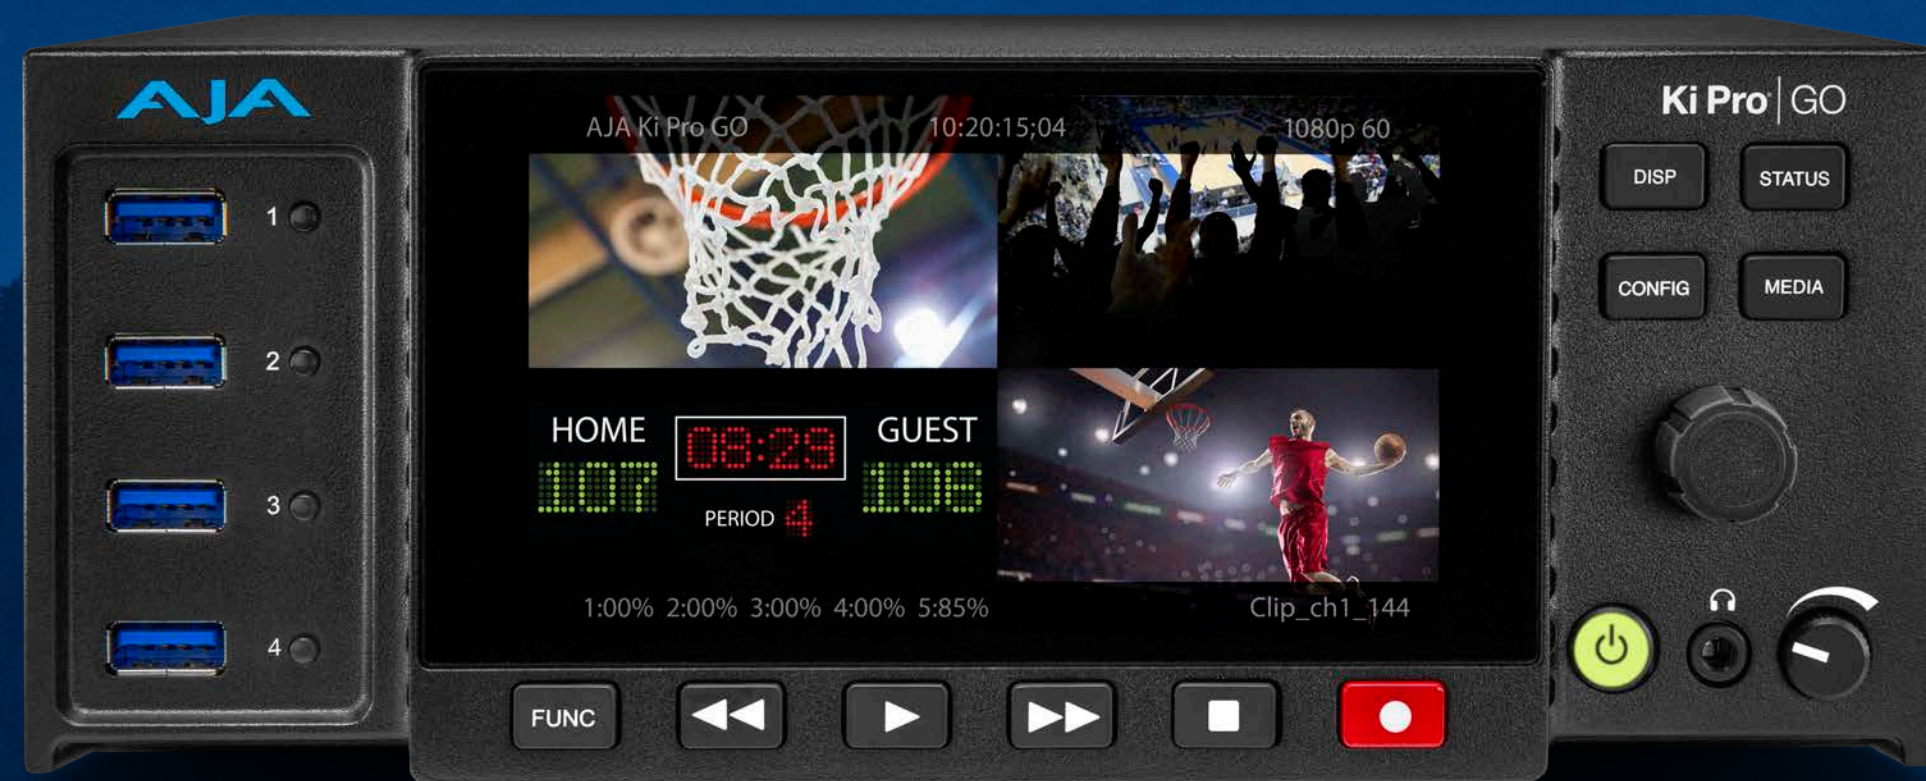 AJA
Ki Pro GO
AJA Ki Pro GO 10:20:15;04 1080p 60
DISP STATUS
CONFIG MEDIA
1
2
3
4
HOME 08:29 GUEST
107 106
PERIOD 4
1:00% 2:00% 3:00% 4:00% 5:85% Clip_ch1_144
FUNC